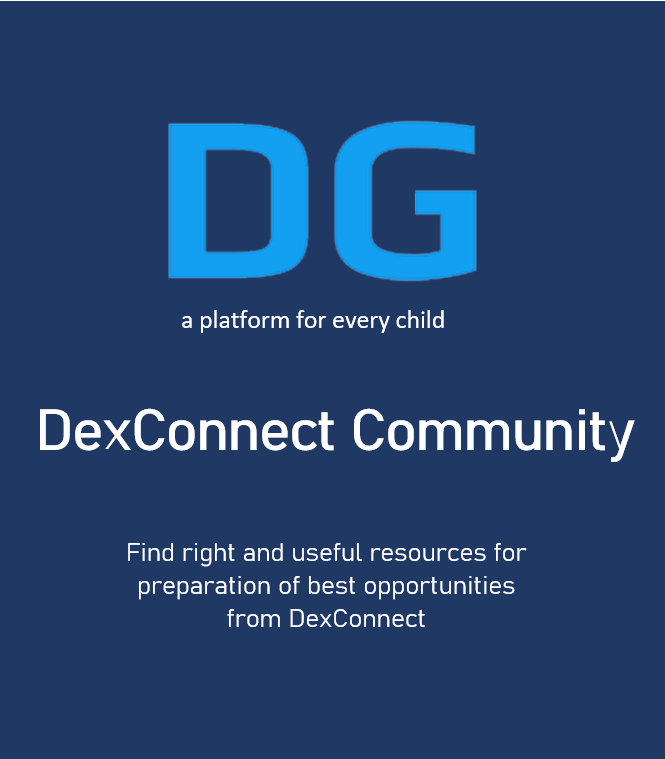 DG
a platform for every child
DexConnect Community
Find right and useful resources for
preparation of best opportunities
from DexConnect